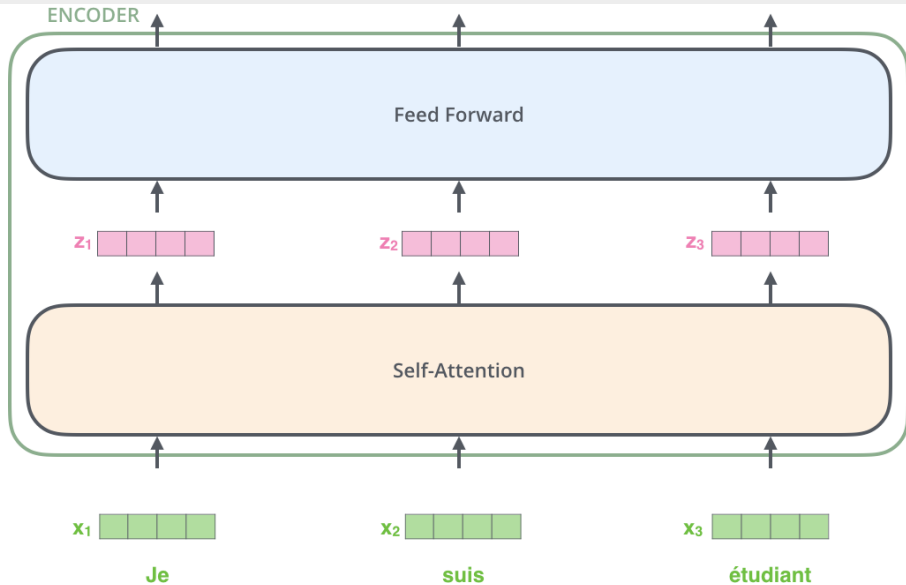 ENCODER
Feed Forward
z₁ z₂ z₃
Self-Attention
x₁ x₂ x₃
Je suis étudiant